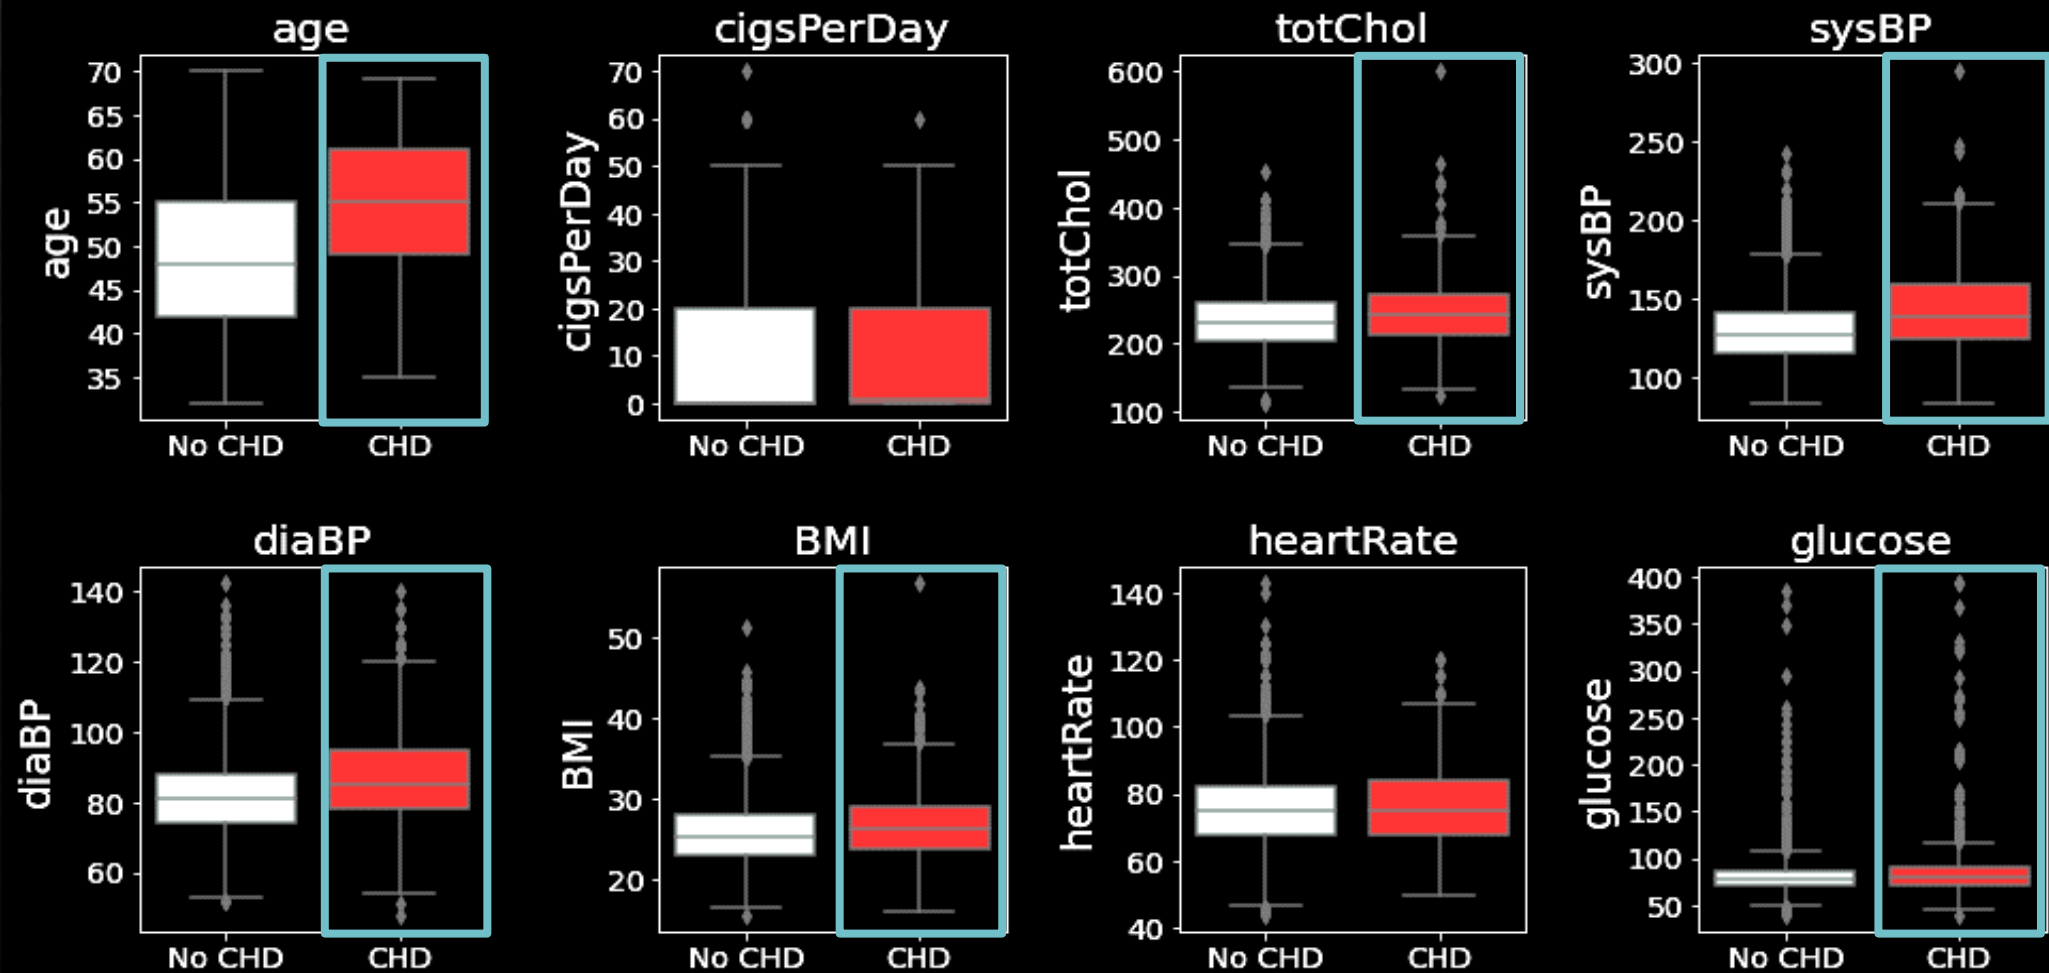 age
cigsPerDay
totChol
sysBP
age
70
65
60
55
50
45
40
35
No CHD
CHD
cigsPerDay
70
60
50
40
30
20
10
0
No CHD
CHD
totChol
600
500
400
300
200
100
No CHD
CHD
sysBP
300
250
200
150
100
No CHD
CHD
diaBP
BMI
heartRate
glucose
diaBP
140
120
100
80
60
No CHD
CHD
BMI
50
40
30
20
No CHD
CHD
heartRate
140
120
100
80
60
40
No CHD
CHD
glucose
400
350
300
250
200
150
100
50
No CHD
CHD